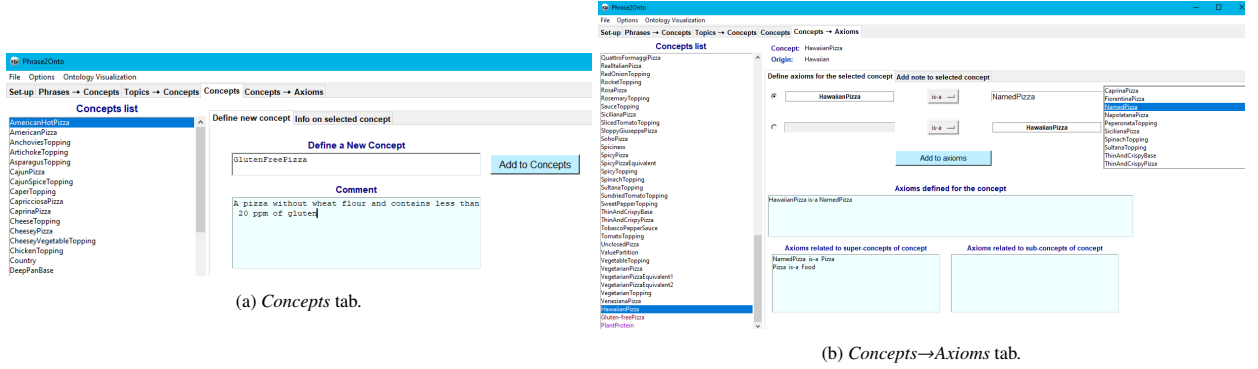 Phrase2Onto
File Options Ontology Visualization
Set-up Phrases → Concepts Topics → Concepts Concepts Concepts → Axioms
Concepts list
AmericanHotPizza
AmericanPizza
AnchoviesTopping
ArtichokeTopping
AsparagusTopping
CajunPizza
CajunSpiceTopping
CaperTopping
CapricciosaPizza
CaprinaPizza
CheeseTopping
CheeseyPizza
CheeseyVegetableTopping
ChickenTopping
Country
DeepPanBase
Define new concept Info on selected concept
Define a New Concept
GlutenFreePizza
Add to Concepts
Comment
A pizza without wheat flour and contains less than
20 ppm of gluten
(a) Concepts tab.
Phrase2Onto
File Options Ontology Visualization
Set-up Phrases → Concepts Topics → Concepts Concepts Concepts → Axioms
Concepts list
QuattroFormaggiPizza
RealItalianPizza
RedOnionTopping
RocketTopping
RosaPizza
RosemaryTopping
SauceTopping
SicilianaPizza
SlicedTomatoTopping
SloppyGiuseppePizza
SohoPizza
Spiciness
SpicyPizza
SpicyPizzaEquivalent
SpicyTopping
SpinachTopping
SultanaTopping
SundriedTomatoTopping
SweetPepperTopping
ThinAndCrispyBase
ThinAndCrispyPizza
TobascoPepperSauce
TomatoTopping
UnclosedPizza
ValuePartition
VegetableTopping
VegetarianPizza
VegetarianPizzaEquivalent1
VegetarianPizzaEquivalent2
VegetarianTopping
VenezianaPizza
HawaiianPizza
Gluten-freePizza
PlantProtein
Concept: HawaiianPizza
Origin: Hawaiian
Define axioms for the selected concept Add note to selected concept
HawaiianPizza is-a NamedPizza
is-a HawaiianPizza
CaprinaPizza
FiorentinaPizza
NamedPizza
NapoletanaPizza
PeperonataTopping
SicilianaPizza
SpinachTopping
SultanaTopping
ThinAndCrispyBase
ThinAndCrispyPizza
Add to axioms
Axioms defined for the concept
HawaiianPizza is-a NamedPizza
Axioms related to super-concepts of concept
NamedPizza is-a Pizza
Pizza is-a Food
Axioms related to sub-concepts of concept
(b) Concepts→Axioms tab.